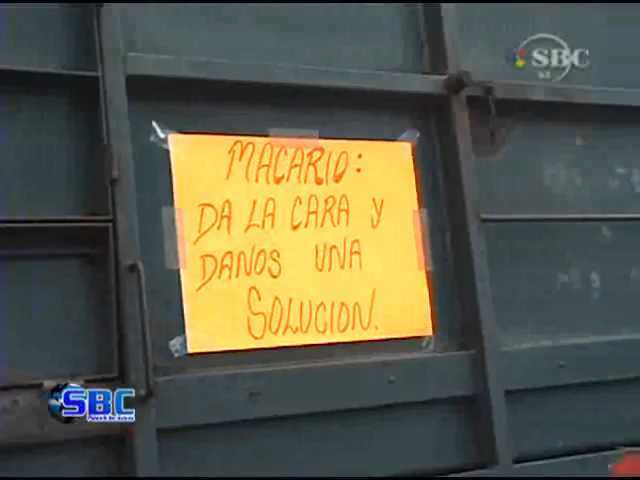 SBC
MACARIO:
DA LA CARA Y
DANOS UNA
SOLUCION.
SBC